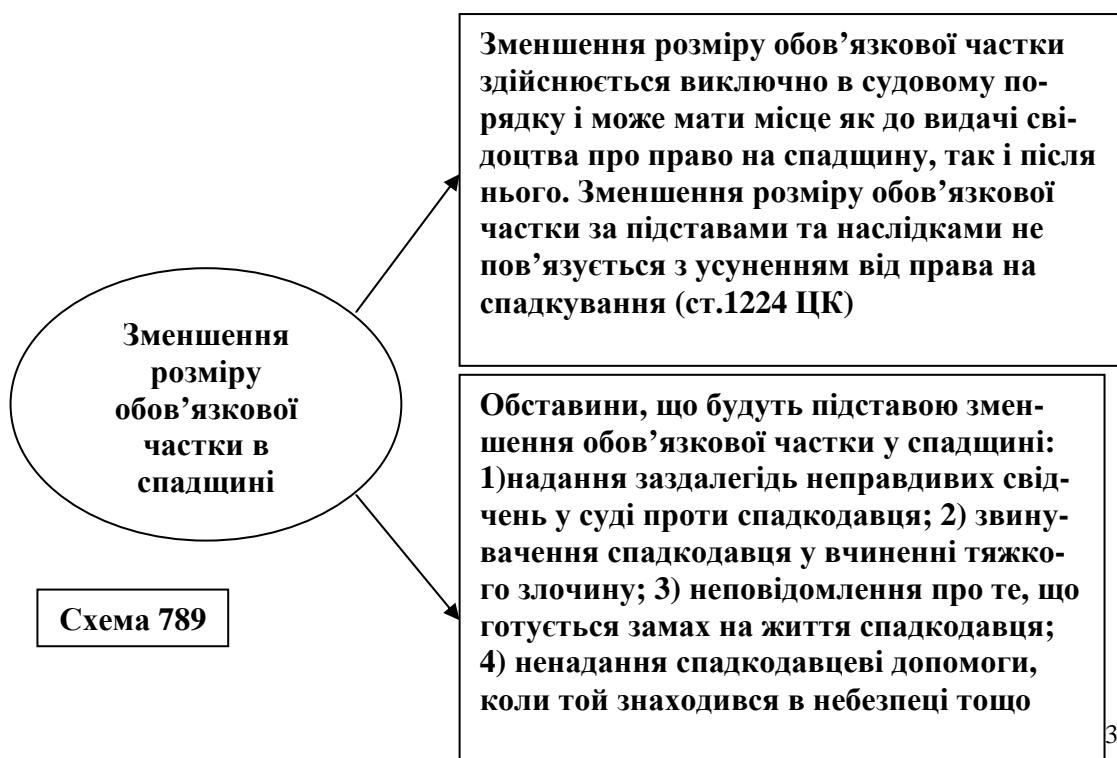 Зменшення розміру обов’язкової частки
здійснюється виключно в судовому по-
рядку і може мати місце як до видачі сві-
доцтва про право на спадщину, так і після
нього. Зменшення розміру обов’язкової
частки за підставами та наслідками не
пов’язується з усуненням від права на
спадкування (ст.1224 ЦК)
Зменшення
розміру
обов’язкової
частки в
спадщині
Обставини, що будуть підставою змен-
шення обов’язкової частки у спадщині:
1)надання заздалегідь неправдивих свід-
чень у суді проти спадкодавця; 2) звину-
вачення спадкодавця у вчиненні тяжко-
го злочину; 3) неповідомлення про те, що
готується замах на життя спадкодавця;
4) ненадання спадкодавцеві допомоги,
коли той знаходився в небезпеці тощо
Схема 789
3